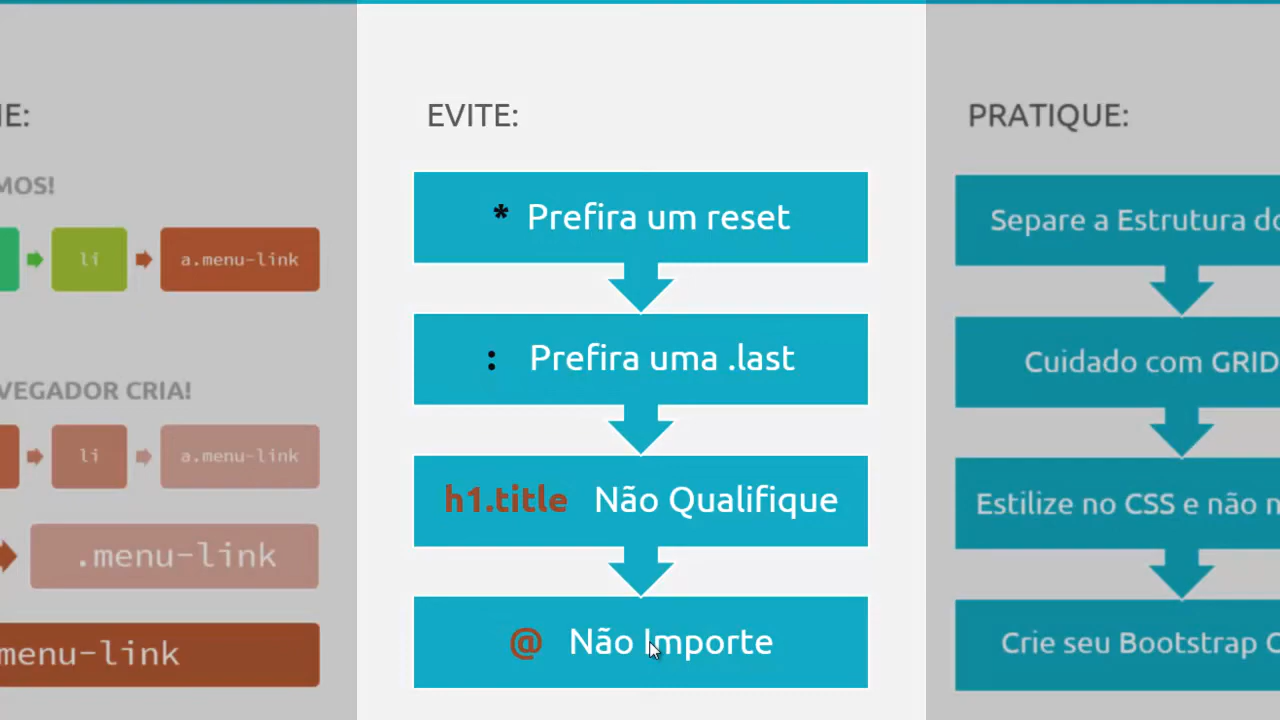 E:
MOS!
li
a.menu-link
VEGADOR CRIA!
li
a.menu-link
.menu-link
menu-link
EVITE:
* Prefira um reset
: Prefira uma .last
h1.title Não Qualifique
@ Não Importe
PRATIQUE:
Separe a Estrutura do
Cuidado com GRID
Estilize no CSS e não n
Crie seu Bootstrap C